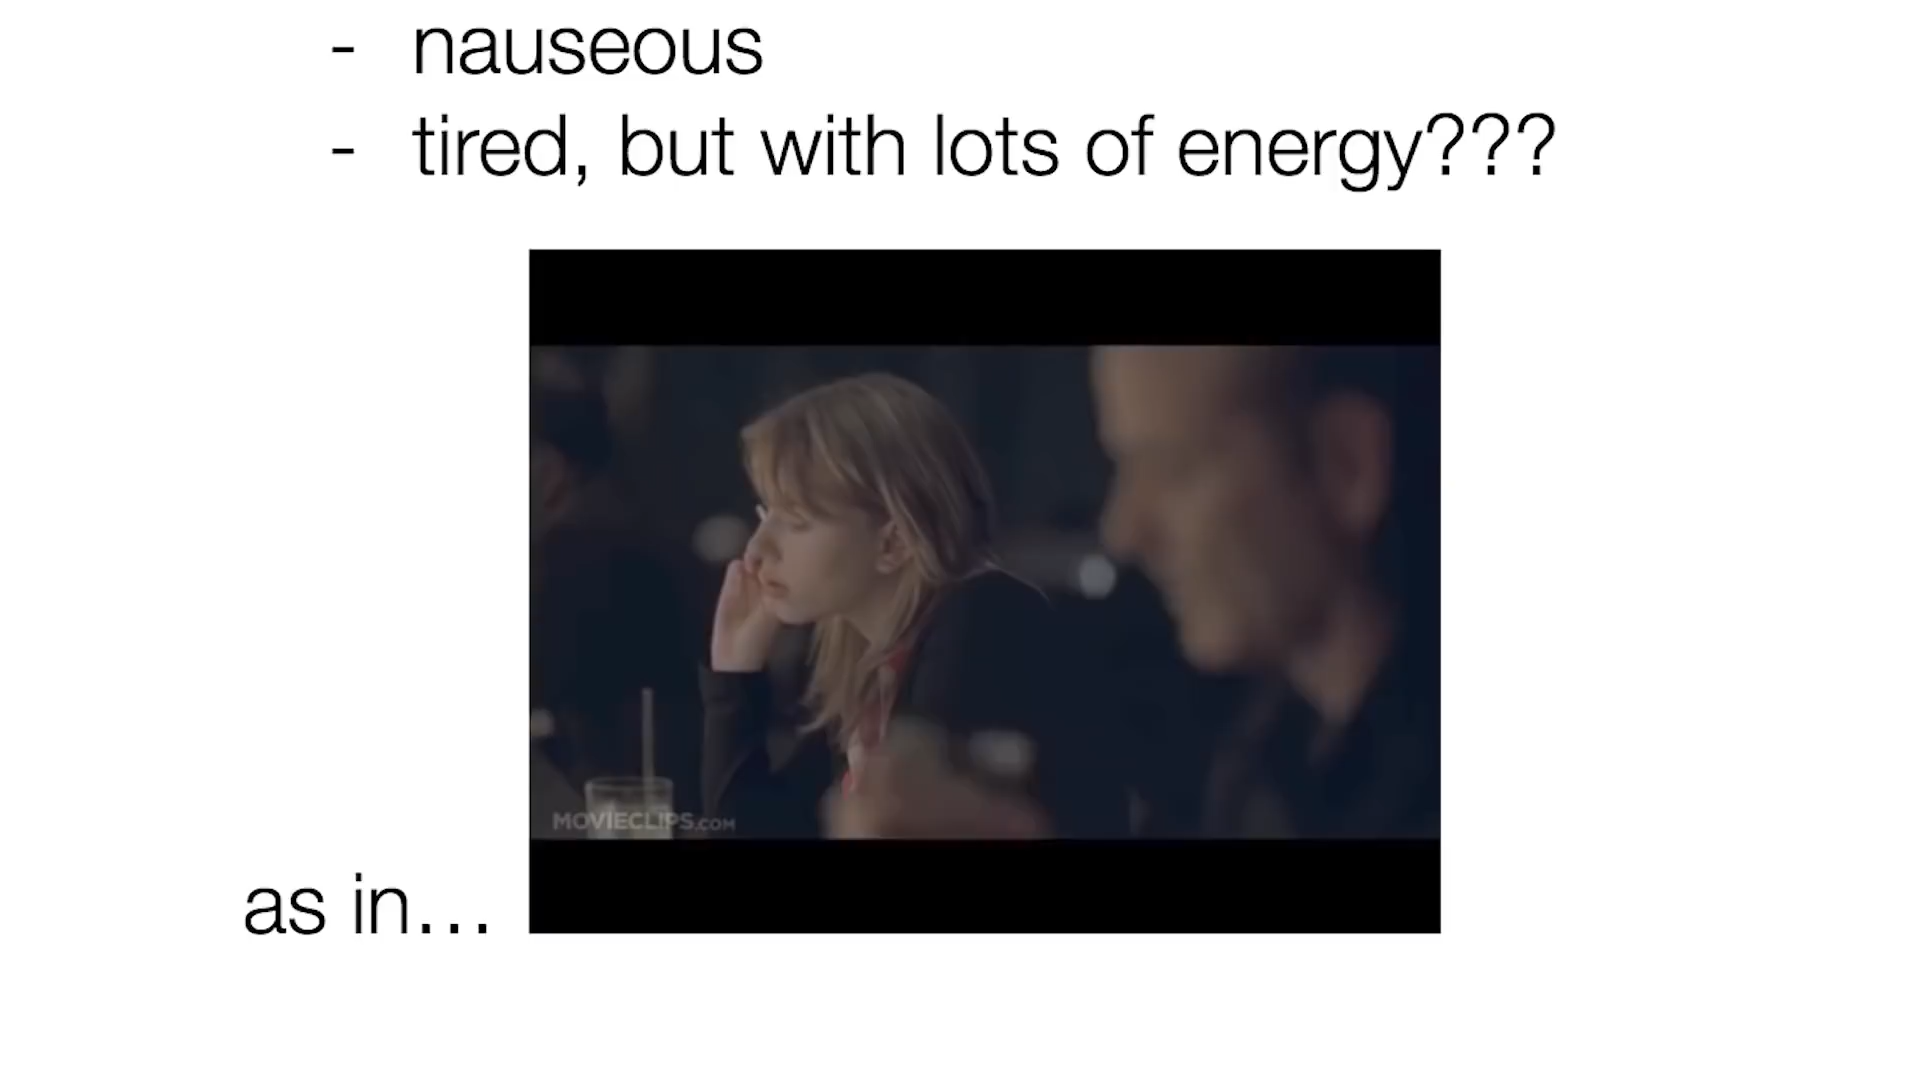 - nauseous
- tired, but with lots of energy???
MOVIECLIPS.COM
as in...